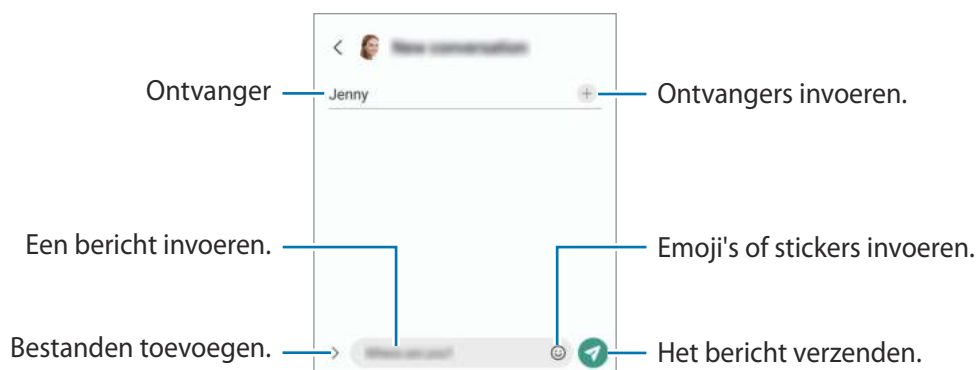 Ontvanger
Jenny
Ontvangers invoeren.
Een bericht invoeren.
Emoji's of stickers invoeren.
Bestanden toevoegen.
Het bericht verzenden.